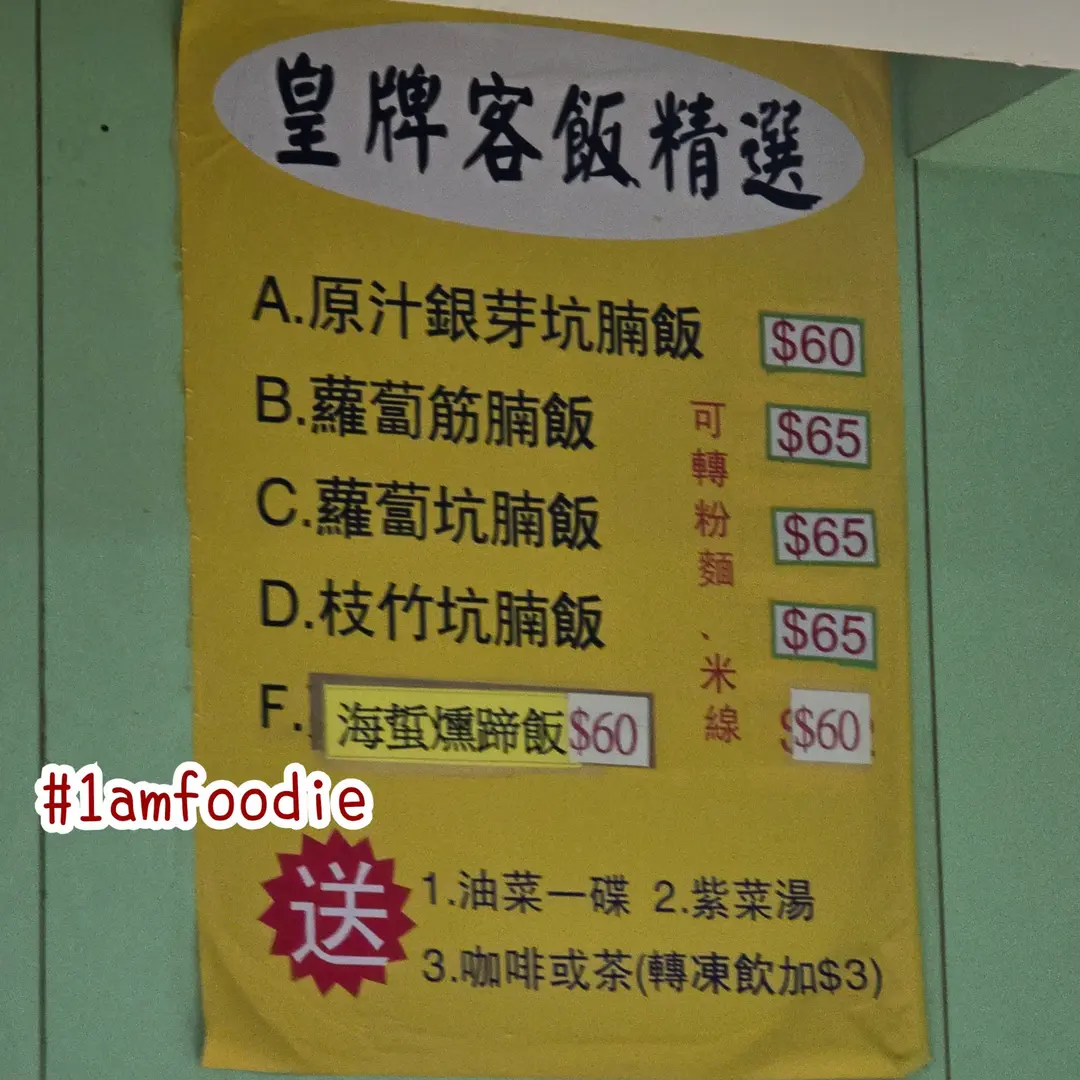 皇牌客飯精選
A.原汁銀芽坑腩飯 $60
B.蘿蔔筋腩飯 $65
C.蘿蔔坑腩飯 $65
D.枝竹坑腩飯 $65
F. 海蜇燻蹄飯 $60 $60
可轉粉麵、米線
#1amfoodie
送
1.油菜一碟 2.紫菜湯
3.咖啡或茶(轉凍飲加$3)